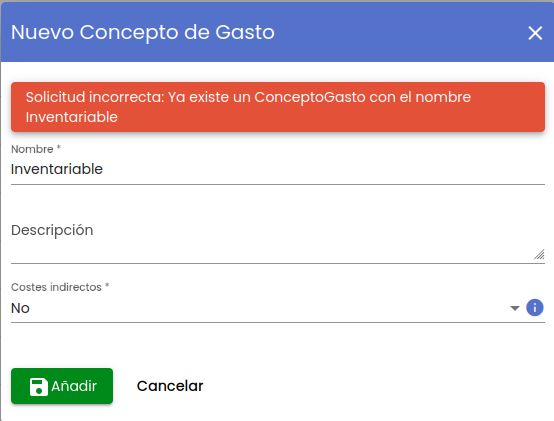 Nuevo Concepto de Gasto
Solicitud incorrecta: Ya existe un ConceptoGasto con el nombre
Inventariable
Nombre *
Inventariable
Descripción
Costes indirectos *
No
Añadir
Cancelar